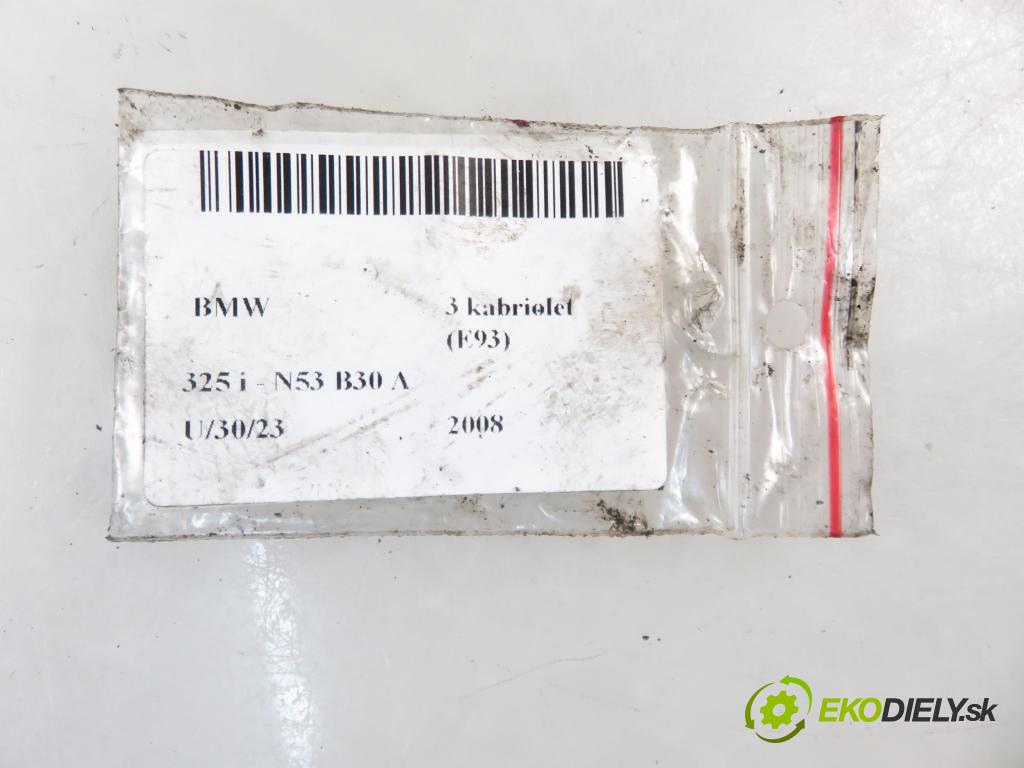 BMW 3 kabriolet
(E93)
325 i - N53 B30 A
U/30/23 2008
EKODIELY.sk